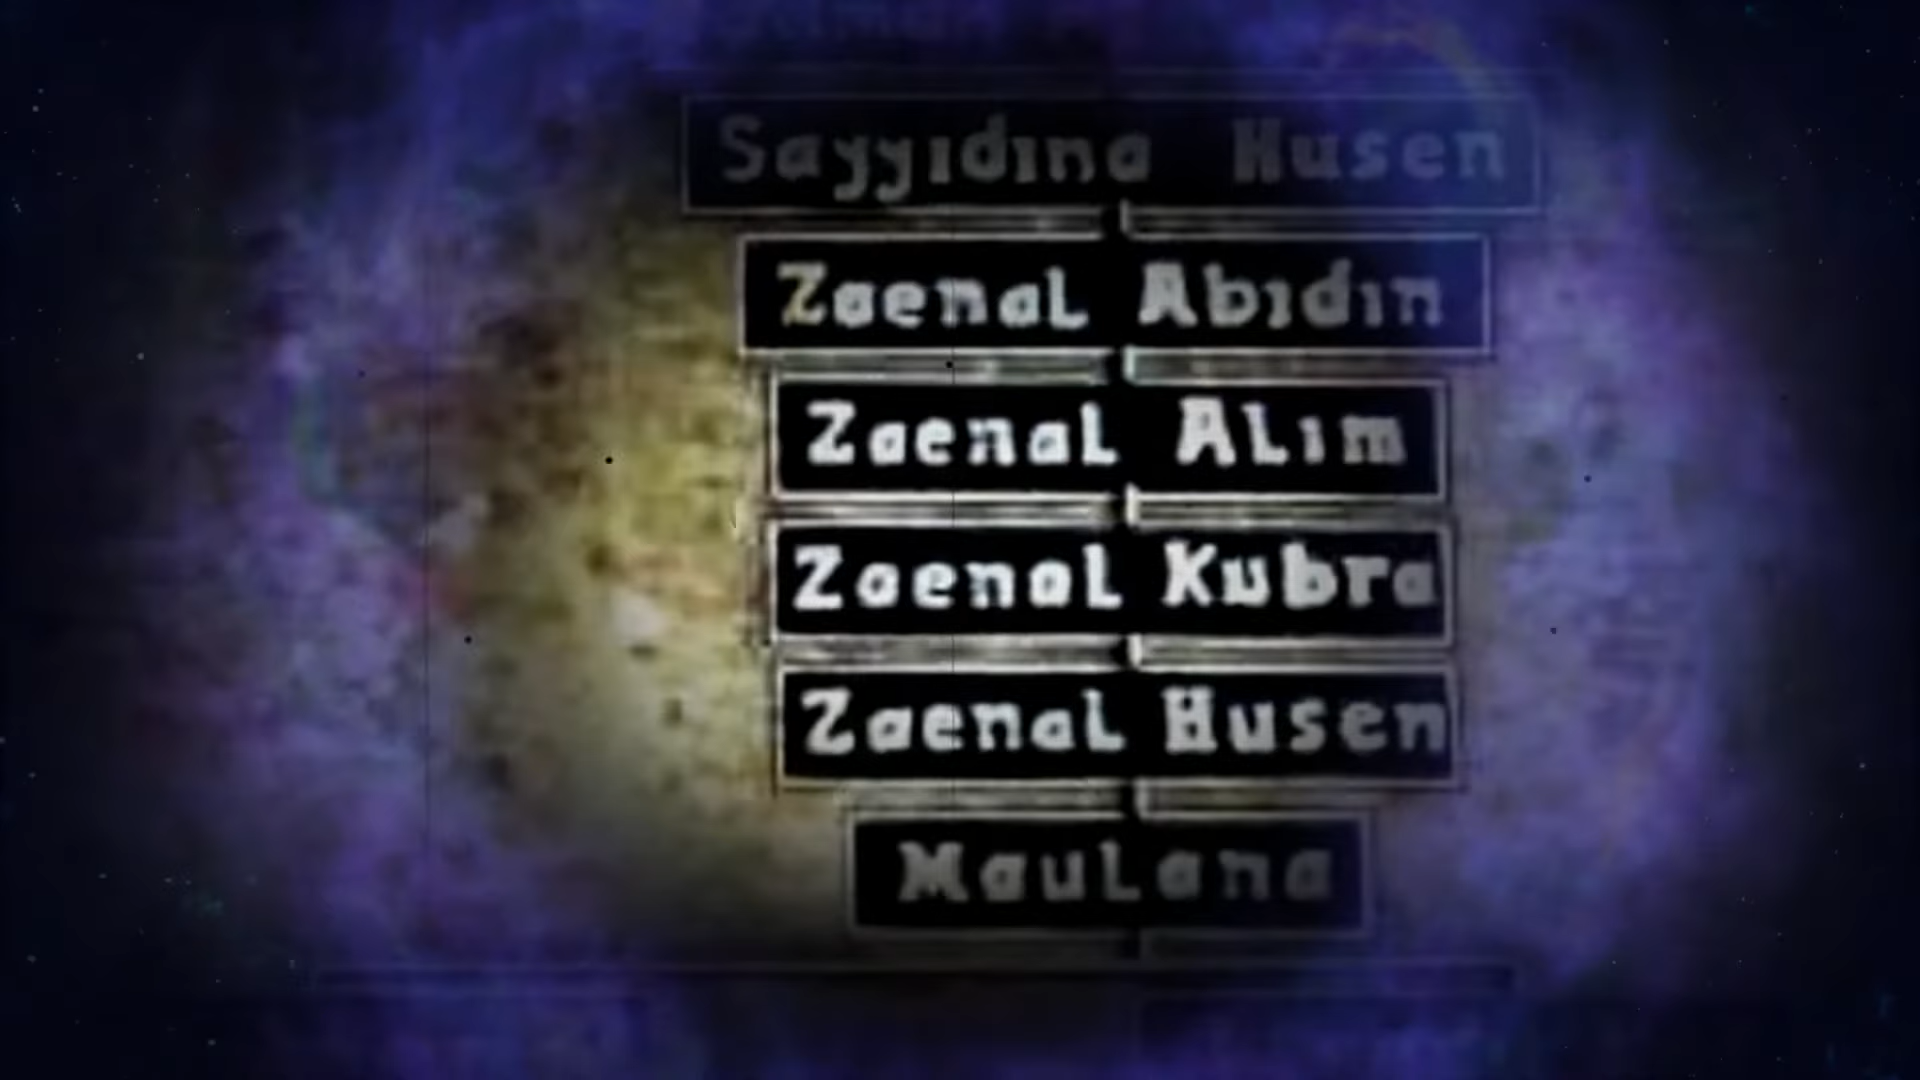 Sayyidina Husen
Zaenal Abidin
Zaenal ALim
Zaenal Kubra
Zaenal Husen
MauLana